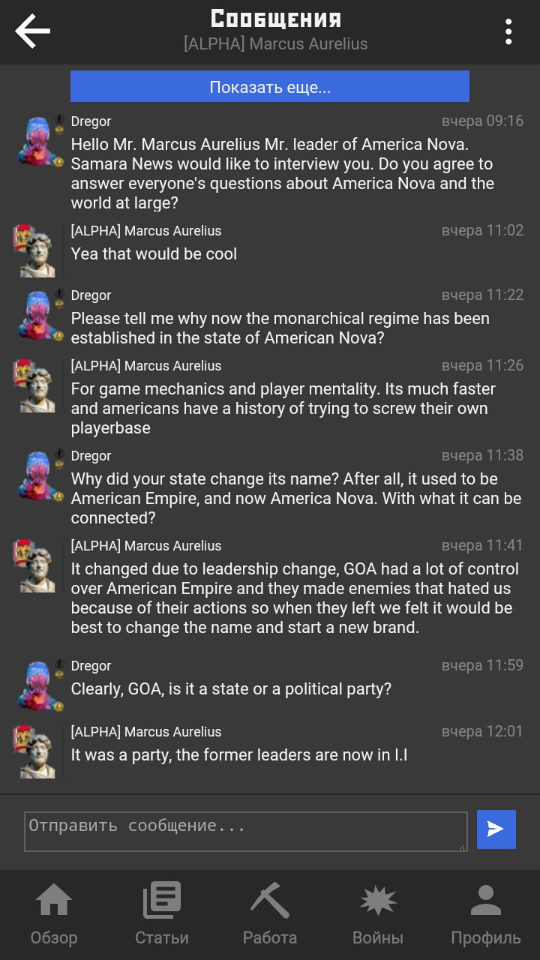 Сообщения
[ALPHA] Marcus Aurelius
Показать еще...
Dregor вчера 09:16
Hello Mr. Marcus Aurelius Mr. leader of America Nova.
Samara News would like to interview you. Do you agree to
answer everyone's questions about America Nova and the
world at large?
[ALPHA] Marcus Aurelius вчера 11:02
Yea that would be cool
Dregor вчера 11:22
Please tell me why now the monarchical regime has been
established in the state of American Nova?
[ALPHA] Marcus Aurelius вчера 11:26
For game mechanics and player mentality. Its much faster
and americans have a history of trying to screw their own
playerbase
Dregor вчера 11:38
Why did your state change its name? After all, it used to be
American Empire, and now America Nova. With what it can be
connected?
[ALPHA] Marcus Aurelius вчера 11:41
It changed due to leadership change, GOA had a lot of control
over American Empire and they made enemies that hated us
because of their actions so when they left we felt it would be
best to change the name and start a new brand.
Dregor вчера 11:59
Clearly, GOA, is it a state or a political party?
[ALPHA] Marcus Aurelius вчера 12:01
It was a party, the former leaders are now in I.I
Отправить сообщение...
Обзор Статьи Работа Войны Профиль